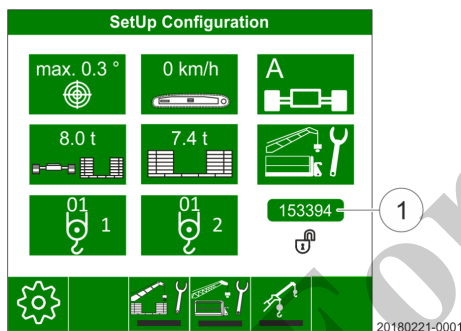 SetUp Configuration
max. 0.3 °
0 km/h
A
8.0 t
7.4 t
01
1
01
2
153394
1
20180221-0001